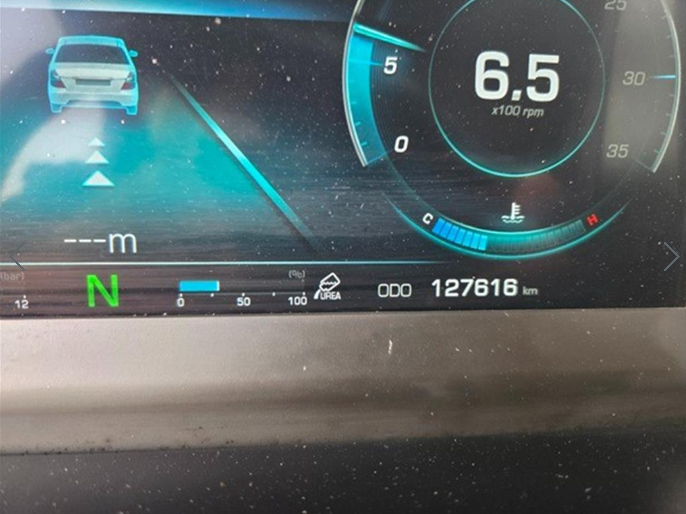 25
5
6.5
30
x100 rpm
0
35
C
H
---m
(bar)
(%)
12
N
0
50
100
UREA
ODO
127616 km